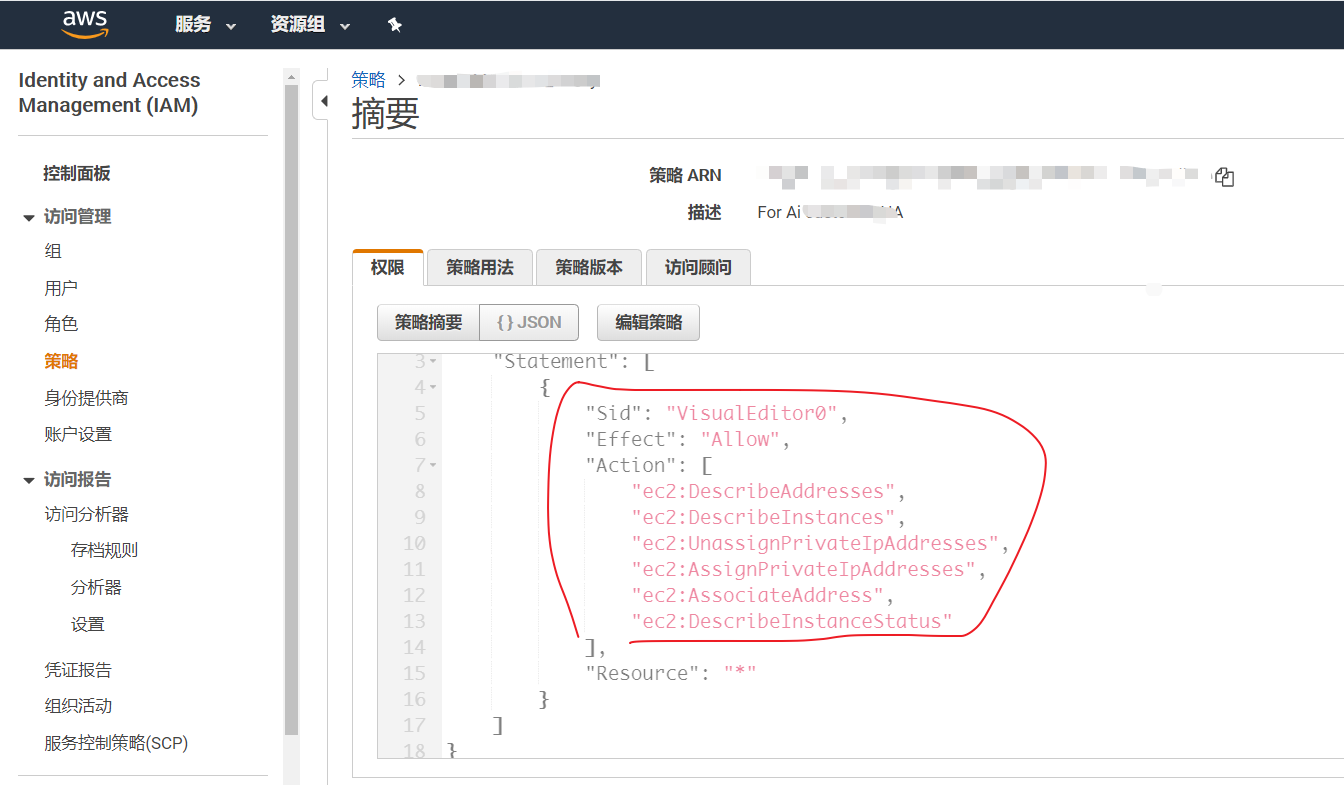 aws
服务
资源组
Identity and Access
Management (IAM)
控制面板
访问管理
组
用户
角色
策略
身份提供商
账户设置
访问报告
访问分析器
存档规则
分析器
设置
凭证报告
组织活动
服务控制策略(SCP)
策略 >
摘要
策略 ARN
描述 For Ai
权限 策略用法 策略版本 访问顾问
策略摘要 {} JSON 编辑策略
3 "Statement": [
4 {
5 "Sid": "VisualEditor0",
6 "Effect": "Allow",
7 "Action": [
8 "ec2:DescribeAddresses",
9 "ec2:DescribeInstances",
10 "ec2:UnassignPrivateIpAddresses",
11 "ec2:AssignPrivateIpAddresses",
12 "ec2:AssociateAddress",
13 "ec2:DescribeInstanceStatus"
14 ],
15 "Resource": "*"
16 }
17 ]
18 }